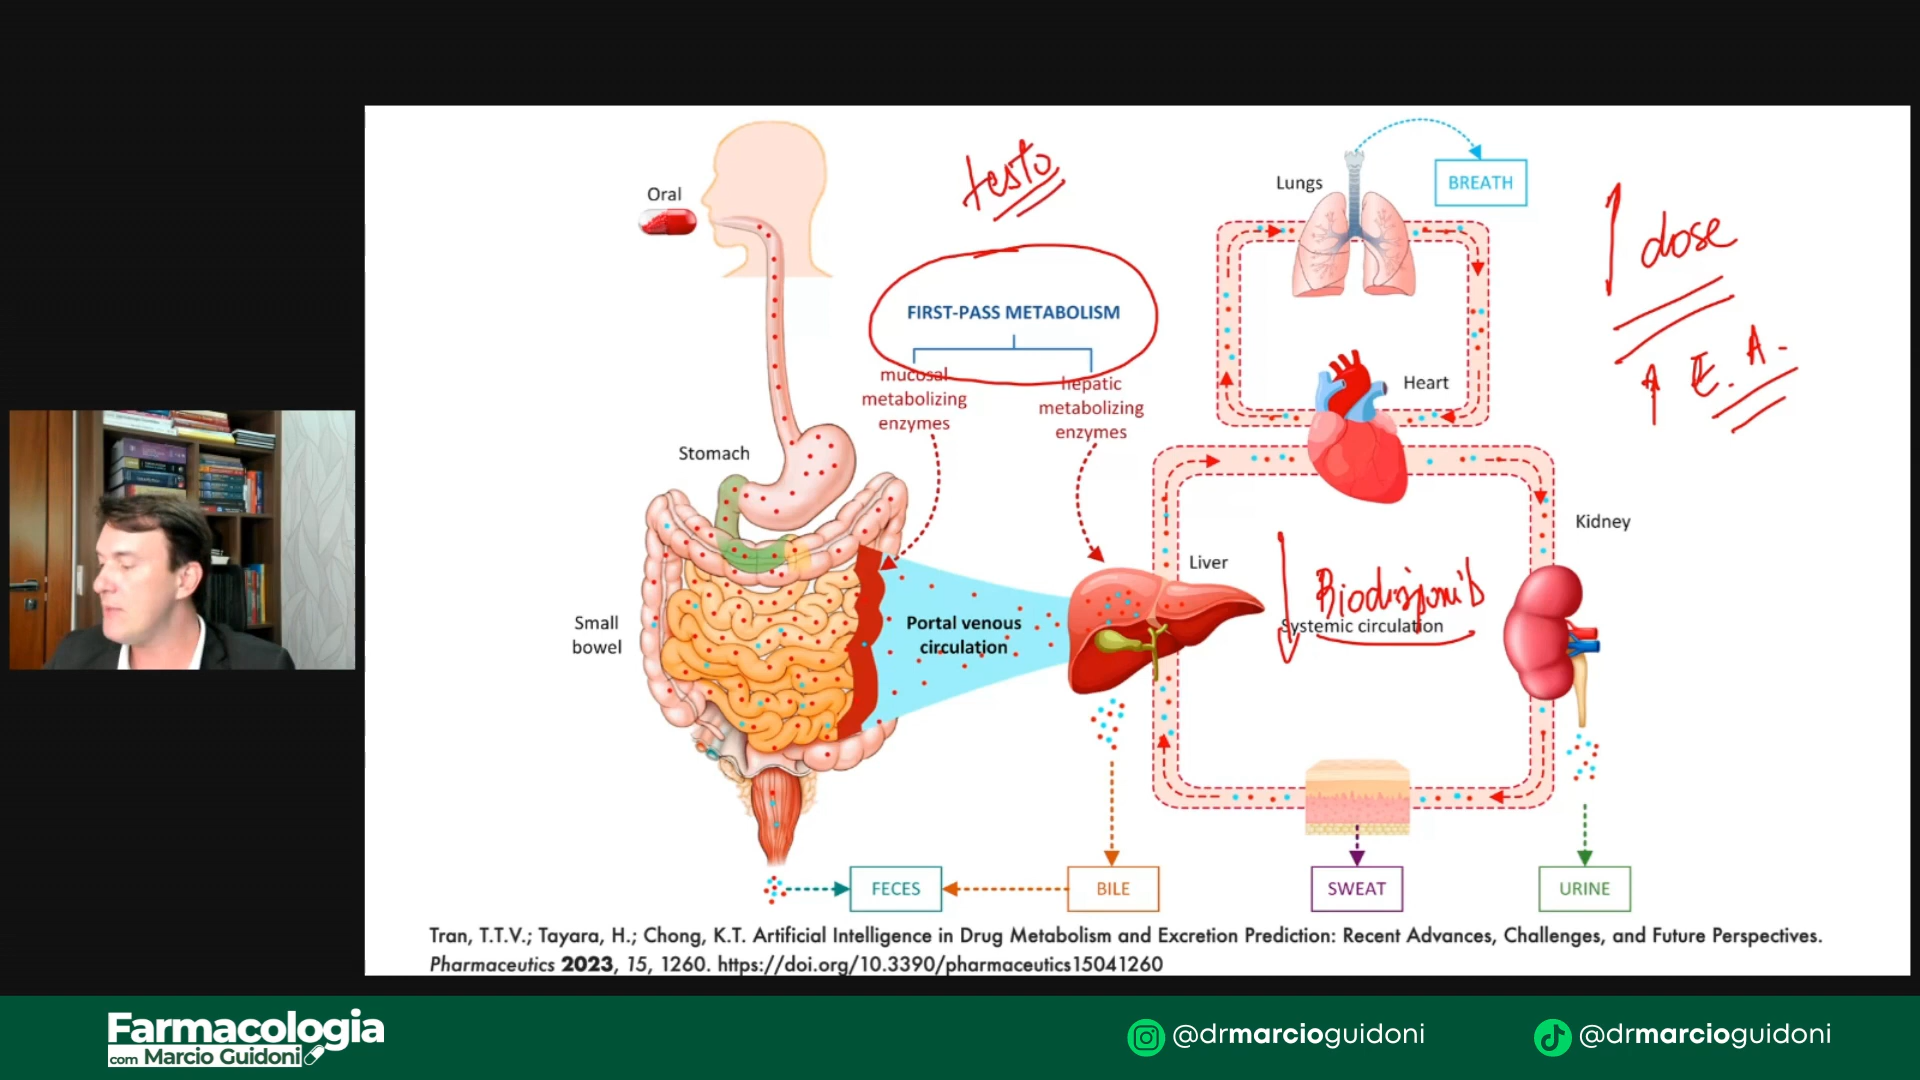 Oral
testo
FIRST-PASS METABOLISM
mucosal
metabolizing
enzymes
hepatic
metabolizing
enzymes
Lungs
BREATH
↑ dose
↑ E. A.
Heart
Stomach
Kidney
Liver
↓ Biodisponib
Systemic circulation
Small
bowel
Portal venous
circulation
FECES
BILE
SWEAT
URINE
Tran, T.T.V.; Tayara, H.; Chong, K.T. Artificial Intelligence in Drug Metabolism and Excretion Prediction: Recent Advances, Challenges, and Future Perspectives.
Pharmaceutics 2023, 15, 1260. https://doi.org/10.3390/pharmaceutics15041260
Farmacologia
com Marcio Guidoni
@drmarcioguidoni
@drmarcioguidoni